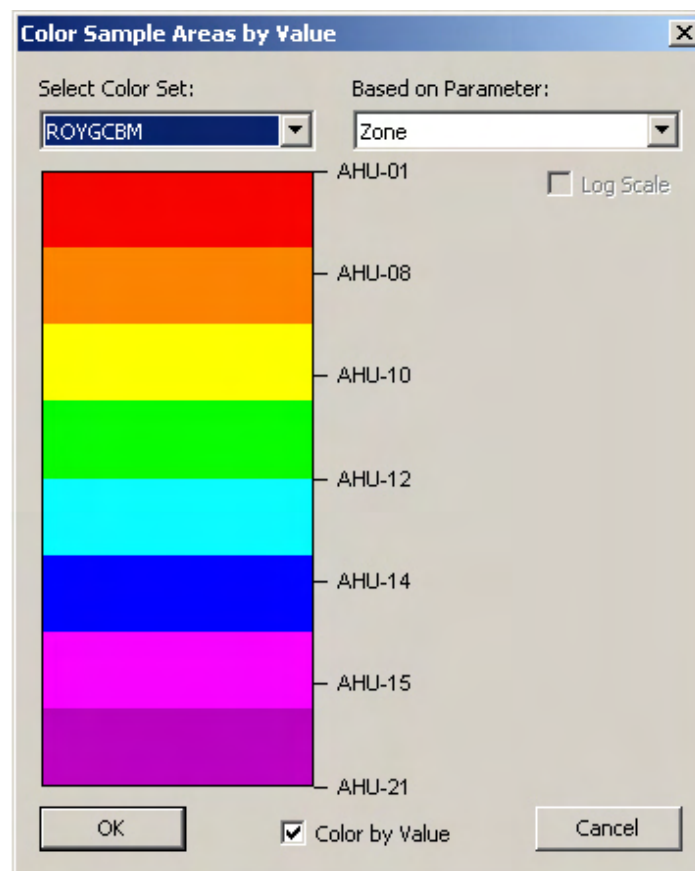 Color Sample Areas by Value
Select Color Set:
Based on Parameter:
ROYGCBM
Zone
AHU-01
Log Scale
AHU-08
AHU-10
AHU-12
AHU-14
AHU-15
AHU-21
OK
Color by Value
Cancel